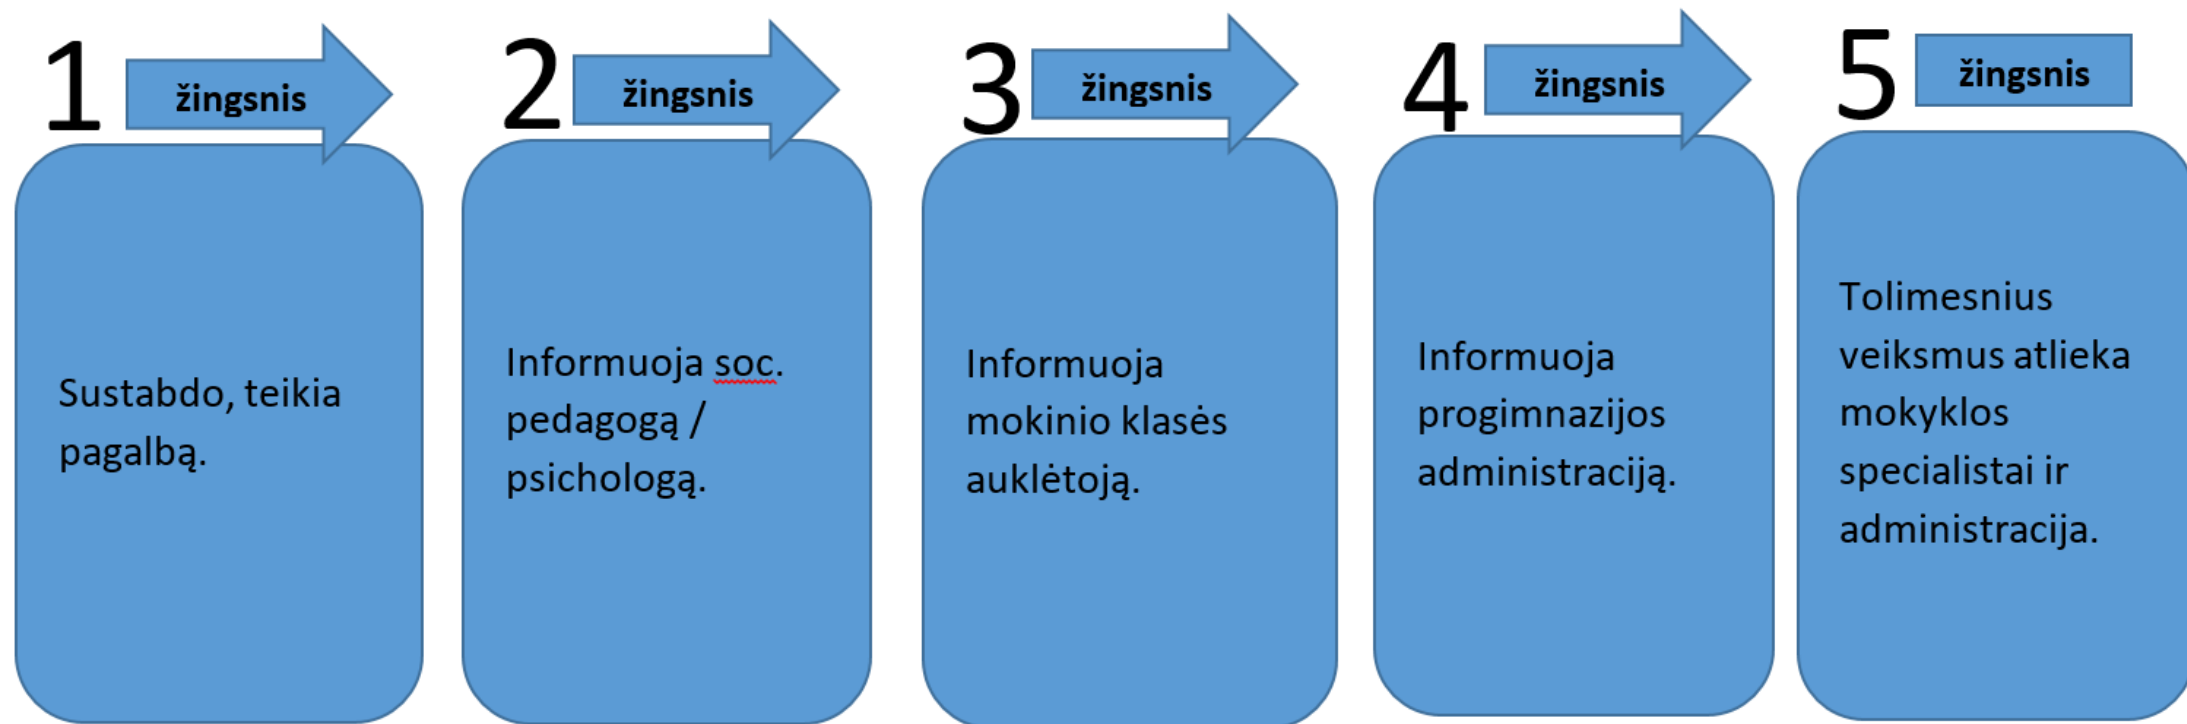 1 žingsnis
Sustabdo, teikia
pagalbą.
2 žingsnis
Informuoja soc.
pedagogą /
psichologą.
3 žingsnis
Informuoja
mokinio klasės
auklėtoją.
4 žingsnis
Informuoja
progimnazijos
administraciją.
5 žingsnis
Tolimesnius
veiksmus atlieka
mokyklos
specialistai ir
administracija.